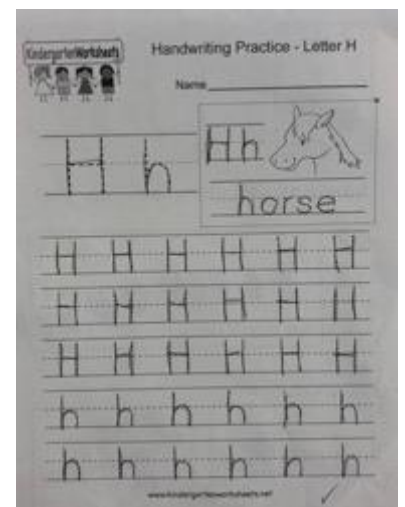 KindergartenWorksheets
Handwriting Practice - Letter H
Name
H h
Hh
horse
H H H H H H
H H H H H H
H H H H H H
h h h h h h
h h h h h h
www.kindergartenworksheets.net